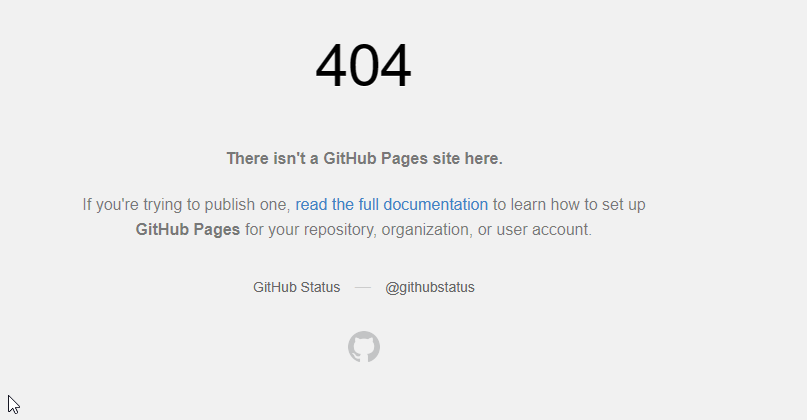 404
There isn't a GitHub Pages site here.
If you're trying to publish one, read the full documentation to learn how to set up
GitHub Pages for your repository, organization, or user account.
GitHub Status — @githubstatus